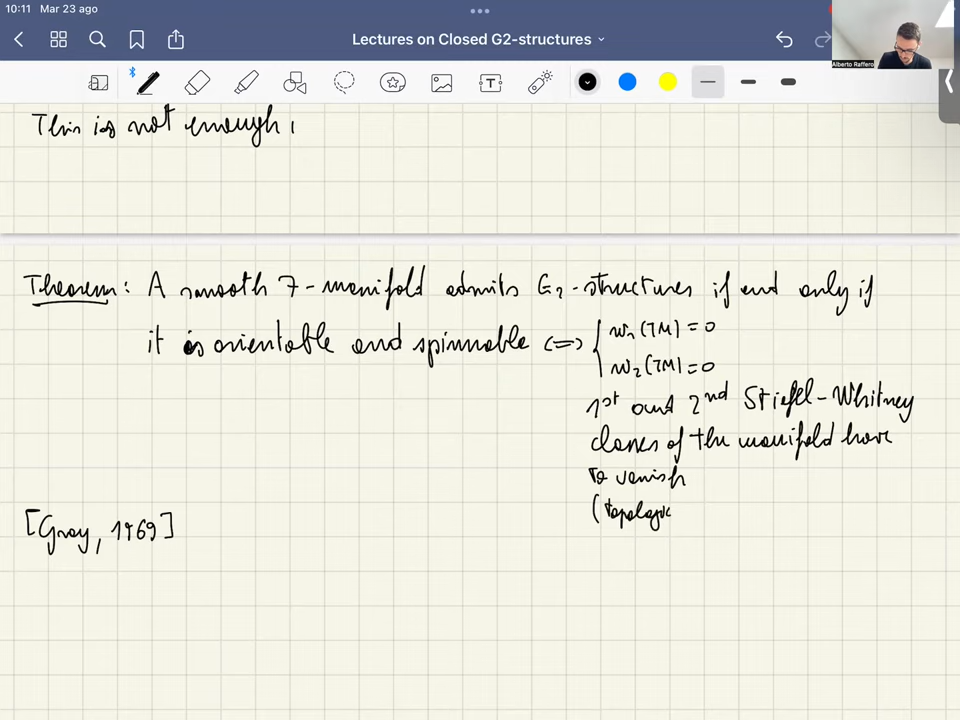 10:11 Mar 23 ago
Lectures on Closed G2-structures
Alberto Raffero
This is not enough
Theorem: A smooth 7-manifold admits G₂-structures if and only if
it is orientable and spinnable <=> { w₁(TM) = 0
w₂(TM) = 0
1st and 2nd Stiefel-Whitney
classes of the manifold have
to vanish
(topologic
[Gray, 1969]